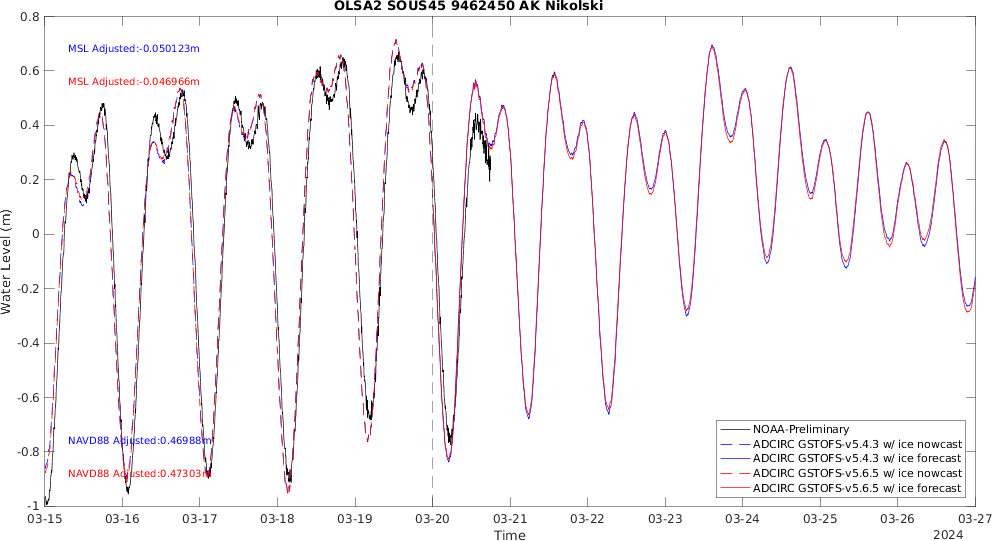 OLSA2 SOUS45 9462450 AK Nikolski
0.8
MSL Adjusted:-0.050123m
0.6
MSL Adjusted:-0.046966m
0.4
0.2
0
-0.2
-0.4
-0.6
-0.8
-1
Water Level (m)
NAVD88 Adjusted:0.46988m
NAVD88 Adjusted:0.47303m
NOAA-Preliminary
ADCIRC GSTOFS-v5.4.3 w/ ice nowcast
ADCIRC GSTOFS-v5.4.3 w/ ice forecast
ADCIRC GSTOFS-v5.6.5 w/ ice nowcast
ADCIRC GSTOFS-v5.6.5 w/ ice forecast
03-15 03-16 03-17 03-18 03-19 03-20 03-21 03-22 03-23 03-24 03-25 03-26 03-27
Time
2024